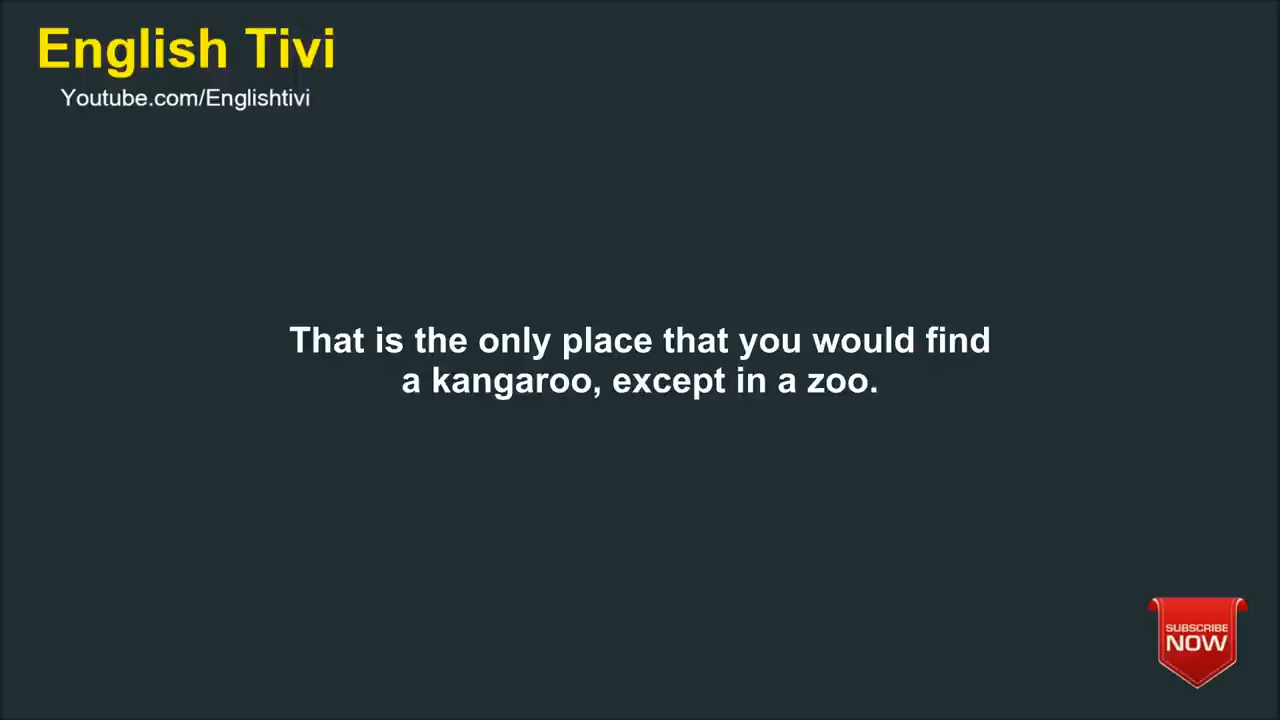 English Tivi
Youtube.com/Englishtivi
That is the only place that you would find
a kangaroo, except in a zoo.
SUBSCRIBE
NOW